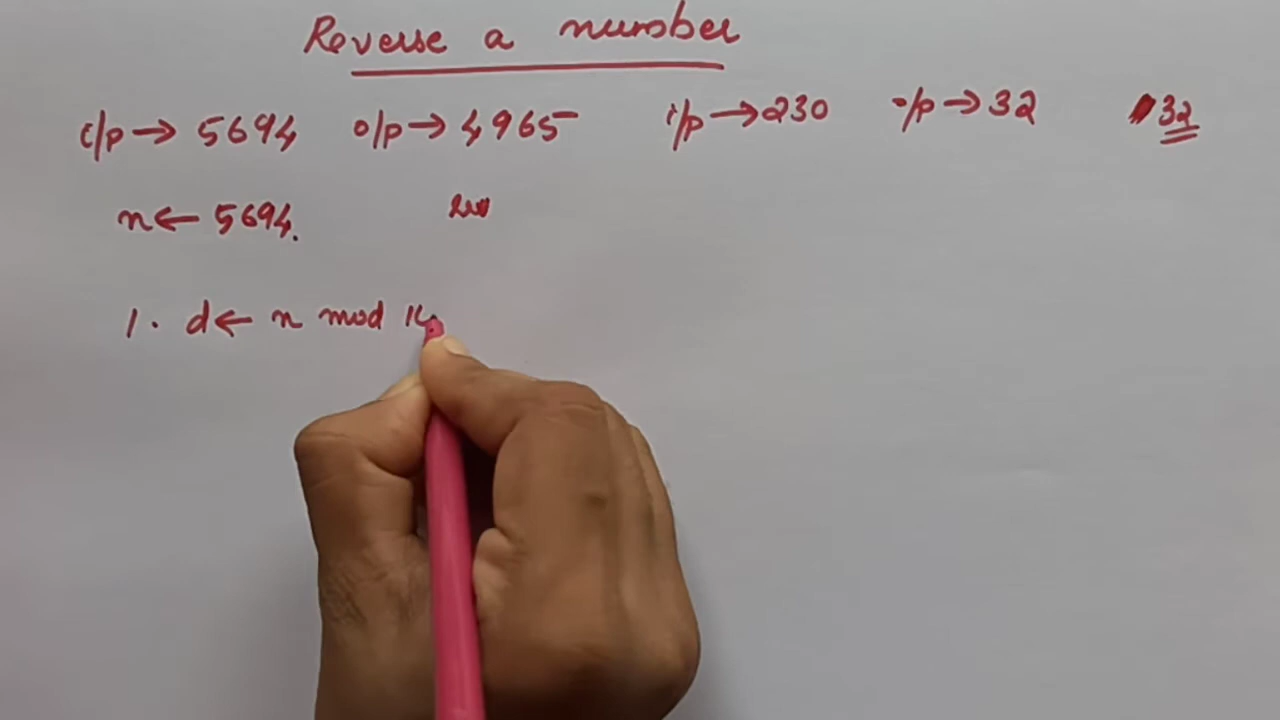 Reverse a number
i/p → 5694 o/p → 4965 i/p → 230 o/p → 32 32
n ← 5694.
1. d ← n mod 10